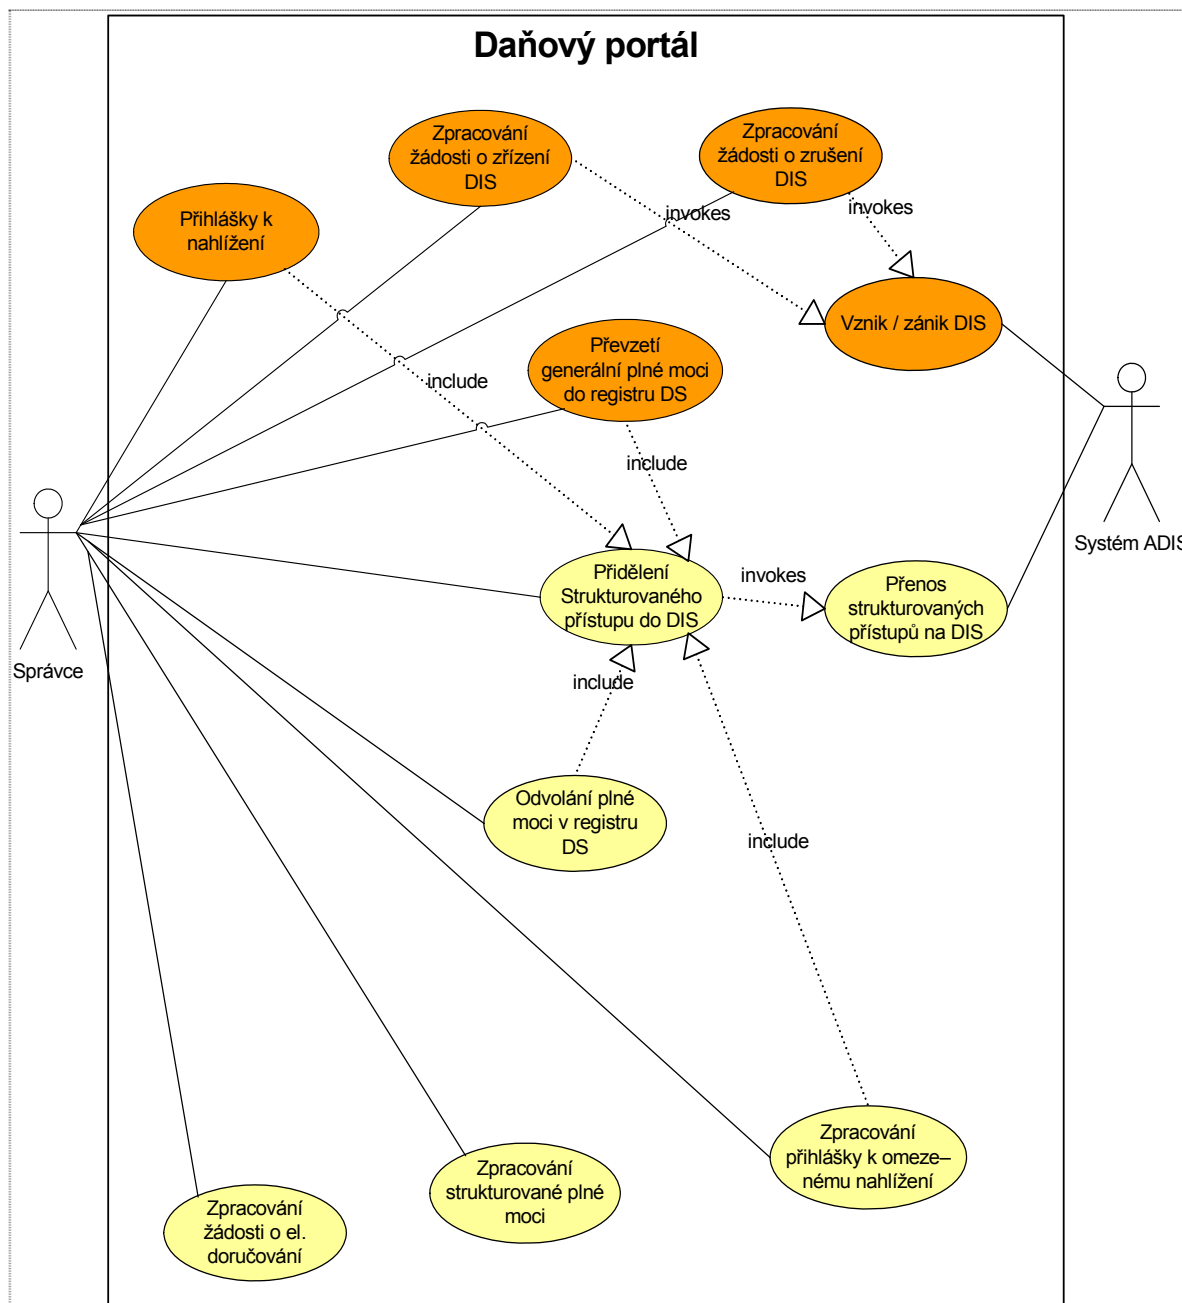 Daňový portál
Zpracování
žádosti o zřízení
DIS
Zpracování
žádosti o zrušení
DIS
Přihlášky k
nahlížení
invokes
invokes
Vznik / zánik DIS
Převzetí
generální plné moci
do registru DS
include
include
Přidělení
Strukturovaného
přístupu do DIS
invokes
Přenos
strukturovaných
přístupů na DIS
Systém ADIS
Správce
include
Odvolání plné
moci v registru
DS
include
Zpracování
přihlášky k omeze–
nému nahlížení
Zpracování
strukturované plné
moci
Zpracování
žádosti o el.
doručování